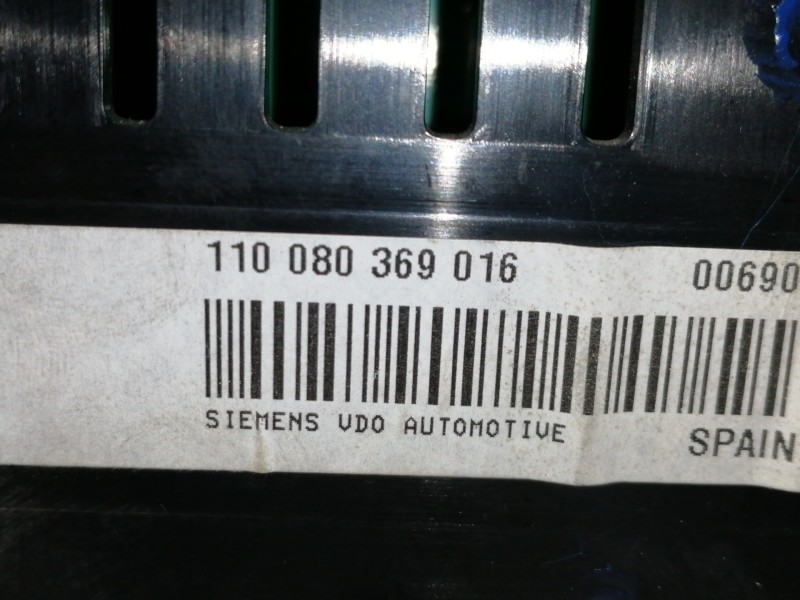 110 080 369 016 00690
SIEMENS VDO AUTOMOTIVE
SPAIN